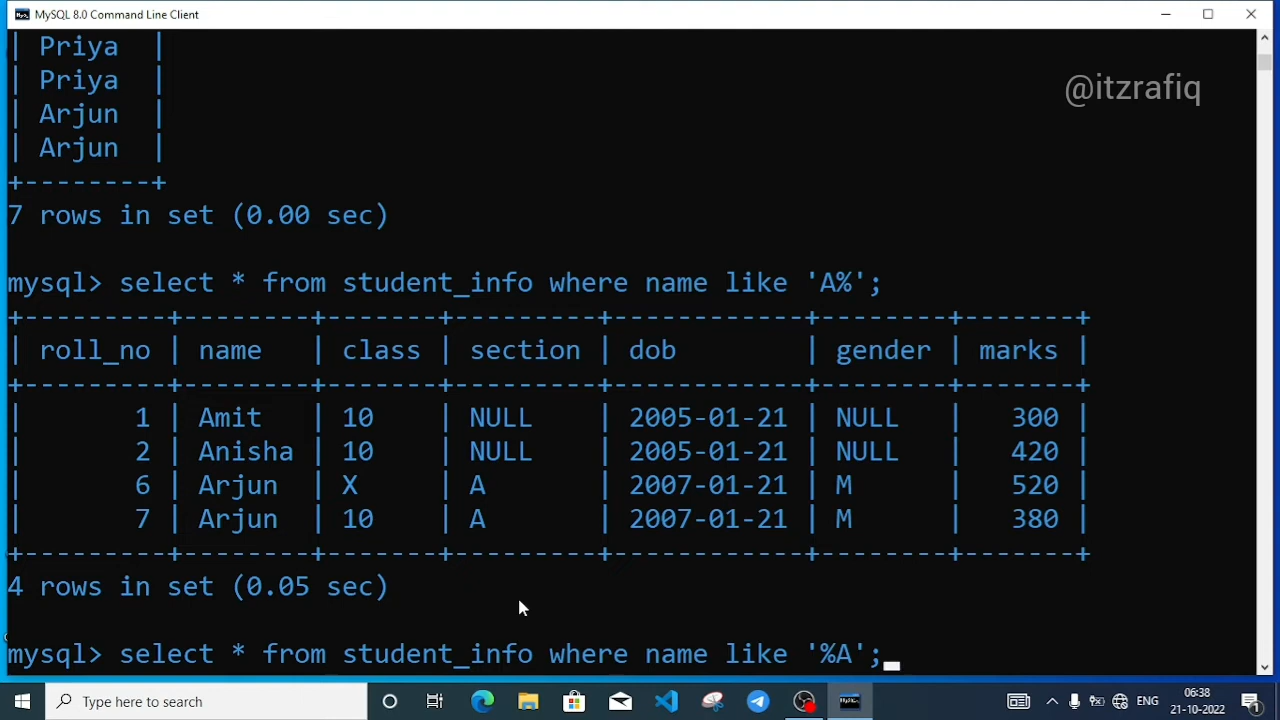 MySQL 8.0 Command Line Client
| Priya  |
| Priya  |
| Arjun  |
| Arjun  |
+--------+
7 rows in set (0.00 sec)
@itzrafiq
mysql> select * from student_info where name like 'A%';
+---------+--------+-------+---------+------------+--------+-------+
| roll_no | name   | class | section | dob        | gender | marks |
+---------+--------+-------+---------+------------+--------+-------+
|       1 | Amit   | 10    | NULL    | 2005-01-21 | NULL   |   300 |
|       2 | Anisha | 10    | NULL    | 2005-01-21 | NULL   |   420 |
|       6 | Arjun  | X     | A       | 2007-01-21 | M      |   520 |
|       7 | Arjun  | 10    | A       | 2007-01-21 | M      |   380 |
+---------+--------+-------+---------+------------+--------+-------+
4 rows in set (0.05 sec)
mysql> select * from student_info where name like '%A';
Type here to search
ENG
06:38
21-10-2022
1